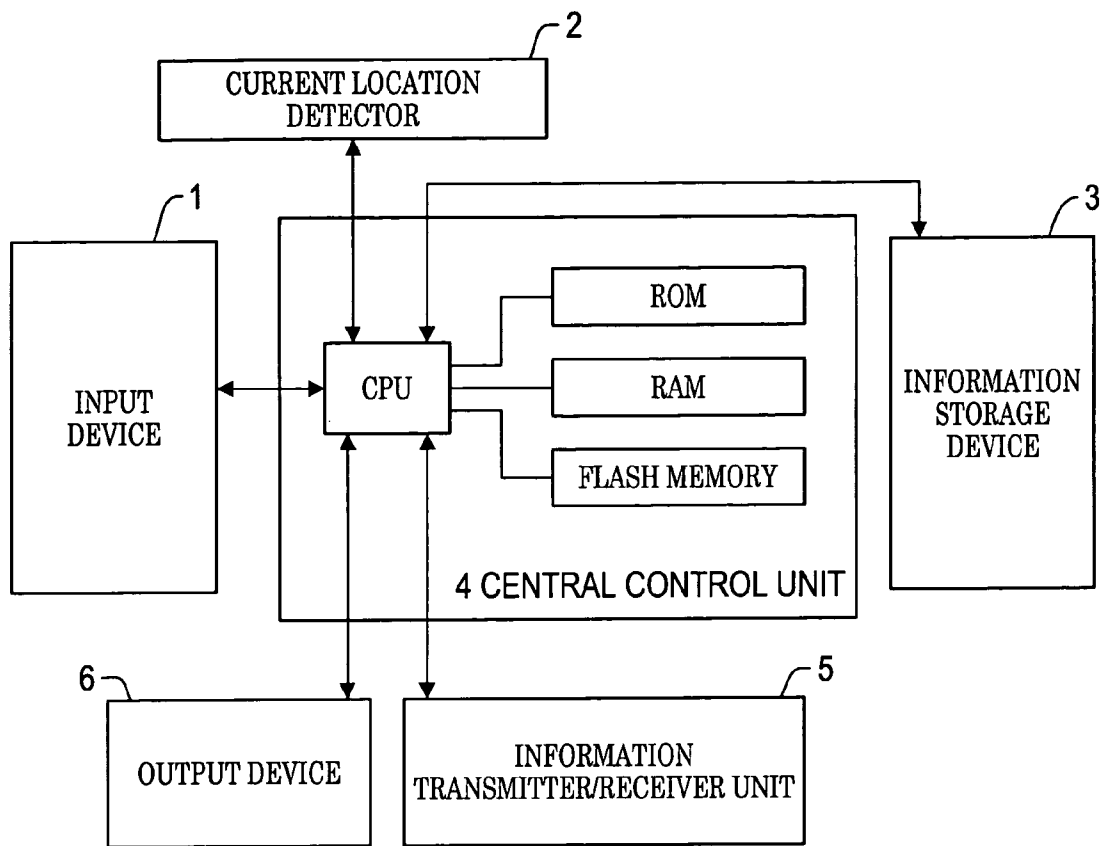 2
CURRENT LOCATION
DETECTOR
1
INPUT
DEVICE
3
INFORMATION
STORAGE
DEVICE
ROM
CPU
RAM
FLASH MEMORY
4 CENTRAL CONTROL UNIT
6
OUTPUT DEVICE
5
INFORMATION
TRANSMITTER/RECEIVER UNIT